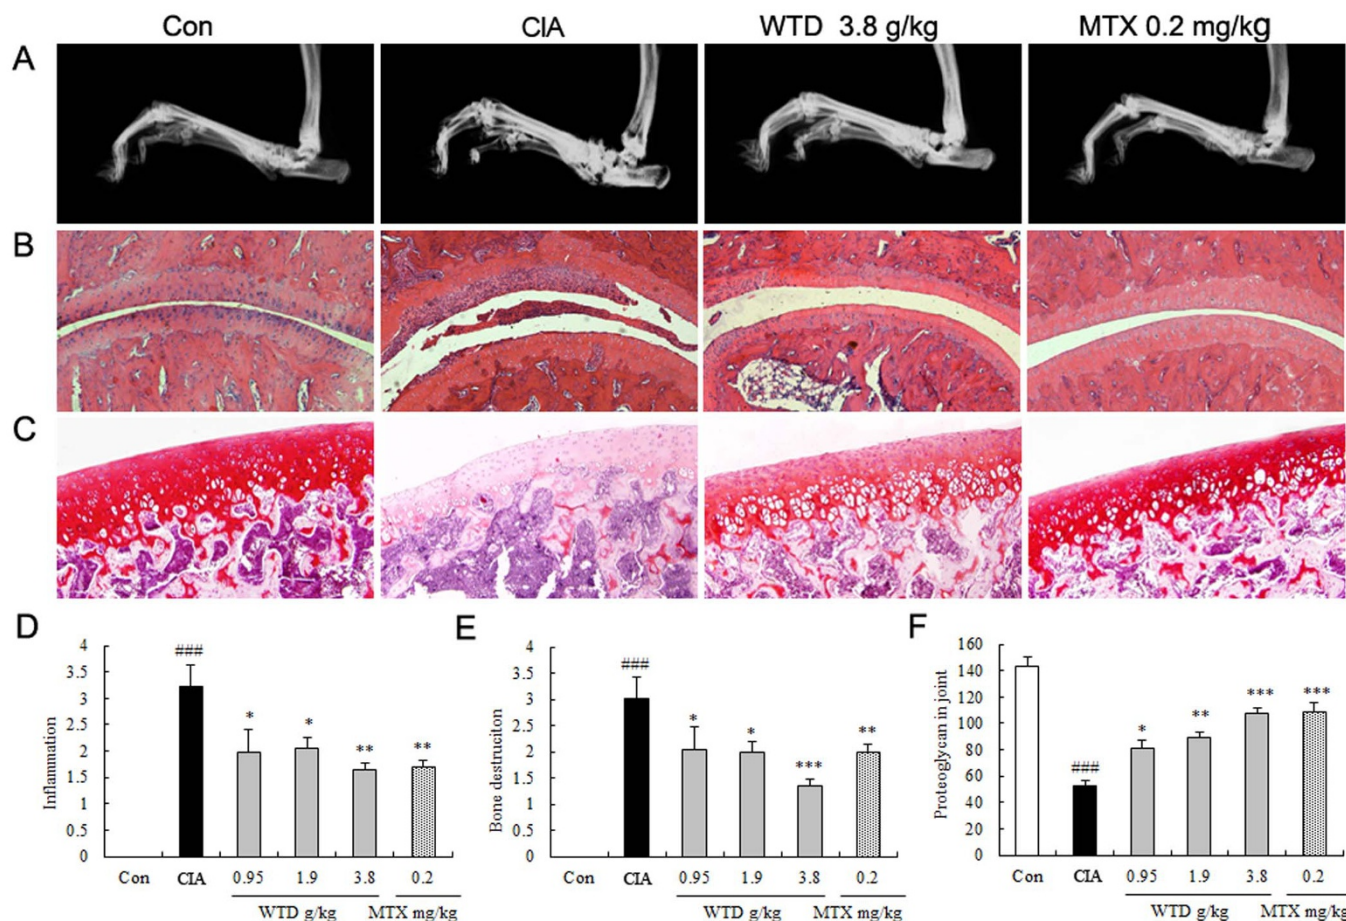 Con CIA WTD 3.8 g/kg MTX 0.2 mg/kg
A
B
C
D
4
3.5
3
2.5
2
1.5
1
0.5
0
Inflammation
###
*
*
**
**
Con CIA 0.95 1.9 3.8 0.2
WTD g/kg MTX mg/kg
E
4
3.5
3
2.5
2
1.5
1
0.5
0
Bone destruciton
###
*
*
***
**
Con CIA 0.95 1.9 3.8 0.2
WTD g/kg MTX mg/kg
F
160
140
120
100
80
60
40
20
0
Proteoglycan in joint
###
*
**
***
***
Con CIA 0.95 1.9 3.8 0.2
WTD g/kg MTX mg/kg